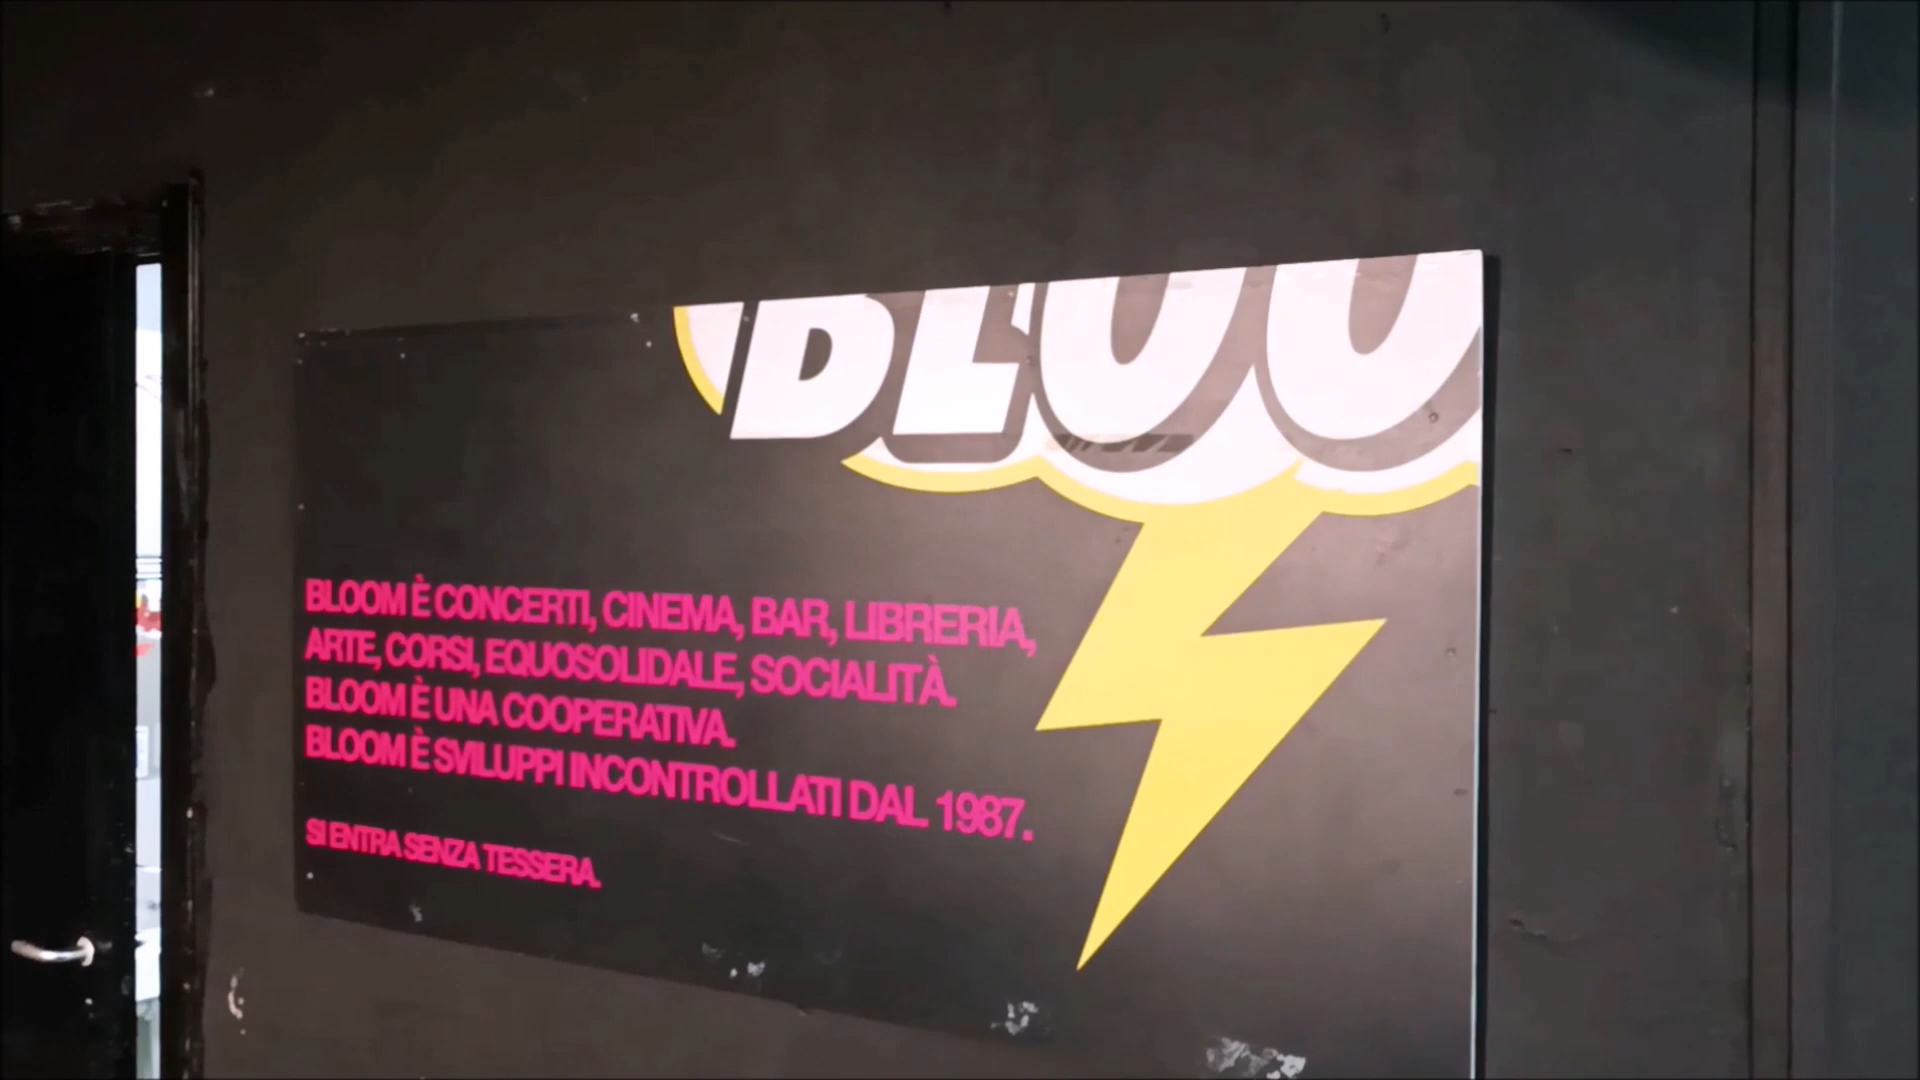 BLOO
BLOOM È CONCERTI, CINEMA, BAR, LIBRERIA,
ARTE, CORSI, EQUOSOLIDALE, SOCIALITÀ.
BLOOM È UNA COOPERATIVA.
BLOOM È SVILUPPI INCONTROLLATI DAL 1987.
SI ENTRA SENZA TESSERA.